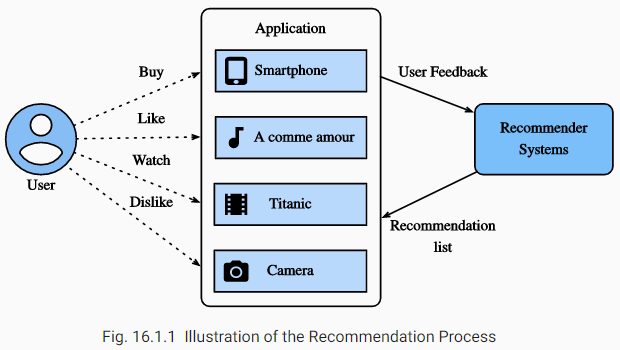 Application
Buy
Smartphone
User Feedback
Like
A comme amour
Recommender
Systems
Watch
User
Dislike
Titanic
Recommendation
list
Camera
Fig. 16.1.1 Illustration of the Recommendation Process